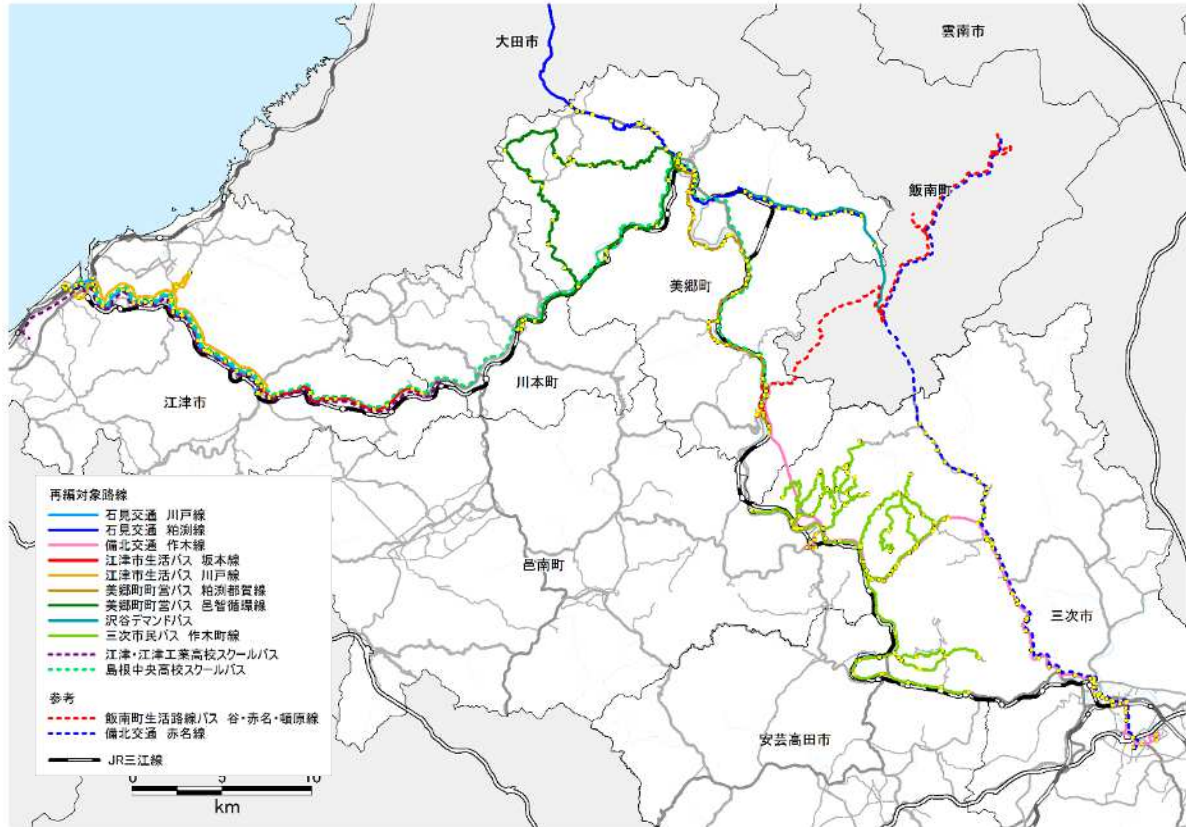 大田市
雲南市
飯南町
美郷町
江津市
川本町
邑南町
三次市
安芸高田市
再編対象路線
石見交通 川戸線
石見交通 粕渕線
備北交通 作木線
江津市生活バス 坂本線
江津市生活バス 川戸線
美郷町町営バス 粕渕都賀線
美郷町町営バス 邑智循環線
沢谷デマンドバス
三次市民バス 作木町線
江津・江津工業高校スクールバス
島根中央高校スクールバス
参考
飯南町生活路線バス 谷・赤名・頓原線
備北交通 赤名線
JR三江線
0 5 10
km